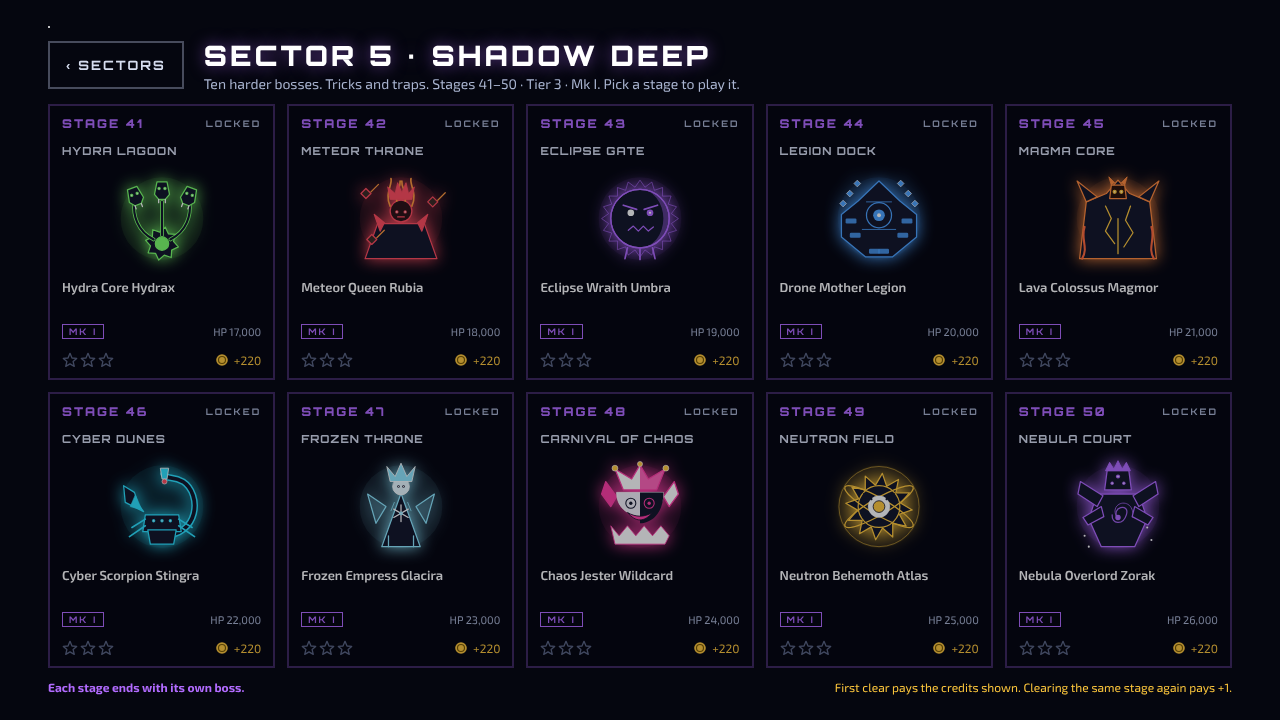 ‹ SECTORS
SECTOR 5 · SHADOW DEEP
Ten harder bosses. Tricks and traps. Stages 41–50 · Tier 3 · Mk I. Pick a stage to play it.
STAGE 41 LOCKED
HYDRA LAGOON
Hydra Core Hydrax
MK I HP 17,000
+220
STAGE 42 LOCKED
METEOR THRONE
Meteor Queen Rubia
MK I HP 18,000
+220
STAGE 43 LOCKED
ECLIPSE GATE
Eclipse Wraith Umbra
MK I HP 19,000
+220
STAGE 44 LOCKED
LEGION DOCK
Drone Mother Legion
MK I HP 20,000
+220
STAGE 45 LOCKED
MAGMA CORE
Lava Colossus Magmor
MK I HP 21,000
+220
STAGE 46 LOCKED
CYBER DUNES
Cyber Scorpion Stingra
MK I HP 22,000
+220
STAGE 47 LOCKED
FROZEN THRONE
Frozen Empress Glacira
MK I HP 23,000
+220
STAGE 48 LOCKED
CARNIVAL OF CHAOS
Chaos Jester Wildcard
MK I HP 24,000
+220
STAGE 49 LOCKED
NEUTRON FIELD
Neutron Behemoth Atlas
MK I HP 25,000
+220
STAGE 50 LOCKED
NEBULA COURT
Nebula Overlord Zorak
MK I HP 26,000
+220
Each stage ends with its own boss.
First clear pays the credits shown. Clearing the same stage again pays +1.